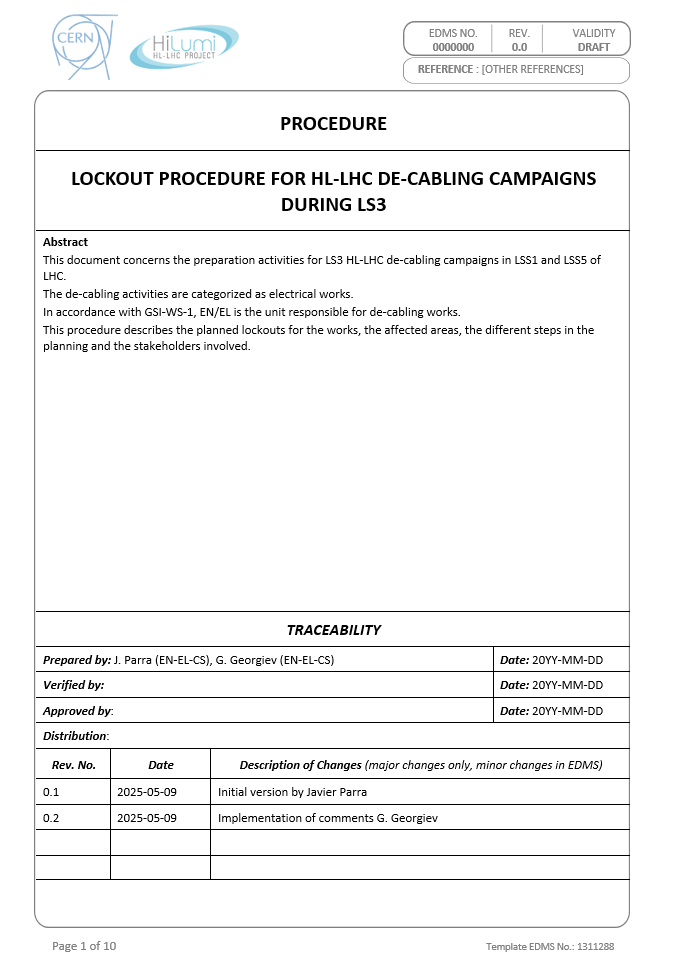 CERN
HiLumi
HL-LHC PROJECT
EDMS NO. REV. VALIDITY
0000000 0.0 DRAFT
REFERENCE : [OTHER REFERENCES]
PROCEDURE
LOCKOUT PROCEDURE FOR HL-LHC DE-CABLING CAMPAIGNS
DURING LS3
Abstract
This document concerns the preparation activities for LS3 HL-LHC de-cabling campaigns in LSS1 and LSS5 of
LHC.
The de-cabling activities are categorized as electrical works.
In accordance with GSI-WS-1, EN/EL is the unit responsible for de-cabling works.
This procedure describes the planned lockouts for the works, the affected areas, the different steps in the
planning and the stakeholders involved.
TRACEABILITY
Prepared by: J. Parra (EN-EL-CS), G. Georgiev (EN-EL-CS) Date: 20YY-MM-DD
Verified by: Date: 20YY-MM-DD
Approved by: Date: 20YY-MM-DD
Distribution:
Rev. No. Date Description of Changes (major changes only, minor changes in EDMS)
0.1 2025-05-09 Initial version by Javier Parra
0.2 2025-05-09 Implementation of comments G. Georgiev
Page 1 of 10 Template EDMS No.: 1311288